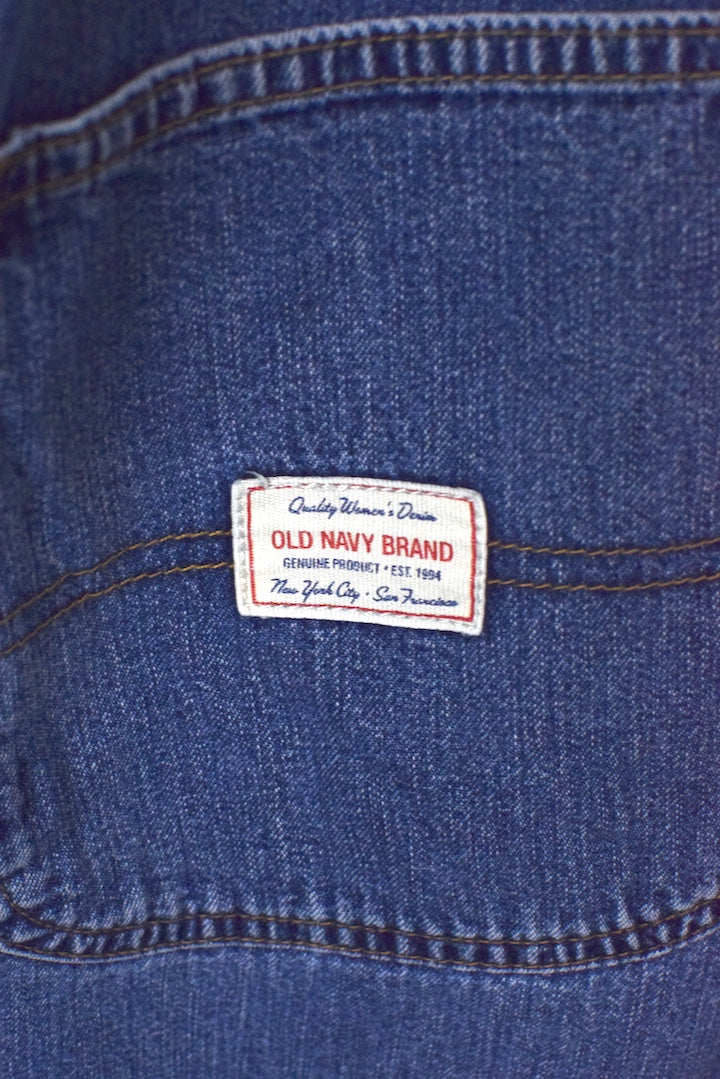 Quality Women's Denim
OLD NAVY BRAND
GENUINE PRODUCT • EST. 1994
New York City • San Francisco